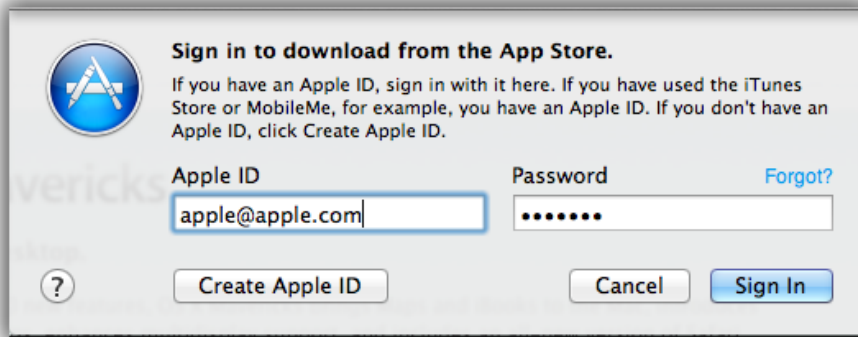 Sign in to download from the App Store.
If you have an Apple ID, sign in with it here. If you have used the iTunes
Store or MobileMe, for example, you have an Apple ID. If you don't have an
Apple ID, click Create Apple ID.
Apple ID Password Forgot?
vericks
apple@apple.com •••••••
sktop.
? Create Apple ID Cancel Sign In